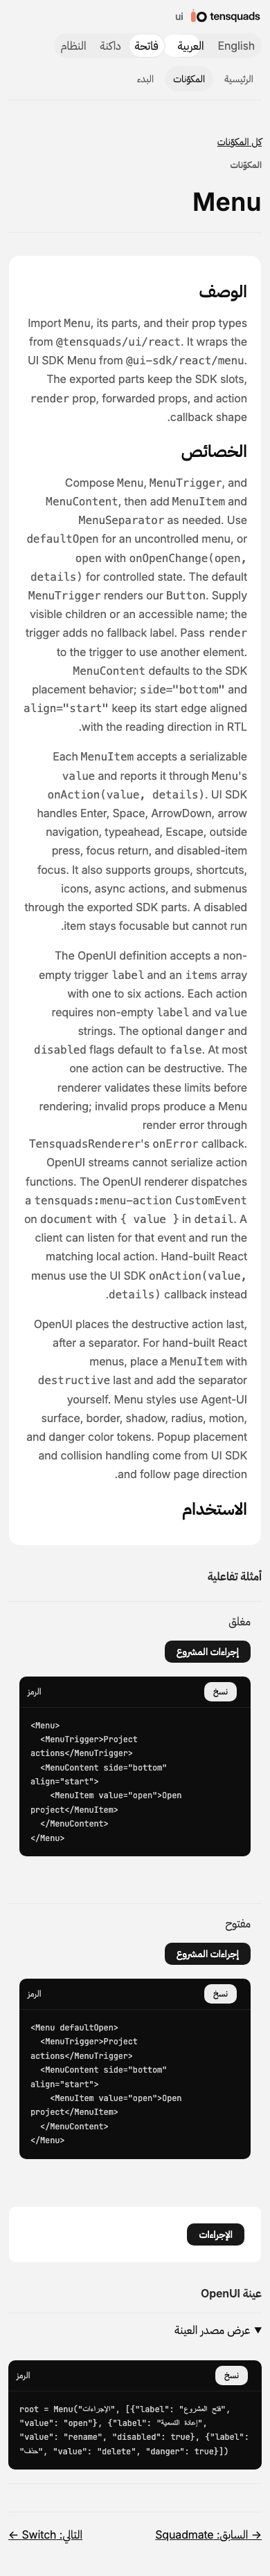 tensquads ui
English العربية فاتحة داكنة النظام
الرئيسية المكوّنات البدء
كل المكوّنات
المكوّنات
Menu
الوصف
Import Menu, its parts, and their prop types
from @tensquads/ui/react. It wraps the
UI SDK Menu from @ui-sdk/react/menu.
The exported parts keep the SDK slots,
render prop, forwarded props, and action
callback shape.
الخصائص
Compose Menu, MenuTrigger, and
MenuContent, then add MenuItem and
MenuSeparator as needed. Use
defaultOpen for an uncontrolled menu, or
open with onOpenChange(open,
details) for controlled state. The default
MenuTrigger renders our Button. Supply
visible children or an accessible name; the
trigger adds no fallback label. Pass render
to the trigger to use another element.
MenuContent defaults to the SDK
placement behavior; side="bottom" and
align="start" keep its start edge aligned
with the reading direction in RTL.
Each MenuItem accepts a serializable
value and reports it through Menu's
onAction(value, details). UI SDK
handles Enter, Space, ArrowDown, arrow
navigation, typeahead, Escape, outside
press, focus return, and disabled-item
focus. It also supports groups, shortcuts,
icons, async actions, and submenus
through the exported SDK parts. A disabled
item stays focusable but cannot run.
The OpenUI definition accepts a non-
empty trigger label and an items array
with one to six actions. Each action
requires non-empty label and value
strings. The optional danger and
disabled flags default to false. At most
one action can be destructive. The
renderer validates these limits before
rendering; invalid props produce a Menu
render error through
TensquadsRenderer's onError callback.
OpenUI streams cannot serialize action
functions. The OpenUI renderer dispatches
a tensquads:menu-action CustomEvent
on document with { value } in detail. A
client can listen for that event and run the
matching local action. Hand-built React
menus use the UI SDK onAction(value,
details) callback instead.
OpenUI places the destructive action last,
after a separator. For hand-built React
menus, place a MenuItem with
destructive last and add the separator
yourself. Menu styles use Agent-UI
surface, border, shadow, radius, motion,
and danger color tokens. Popup placement
and collision handling come from UI SDK
and follow page direction.
الاستخدام
أمثلة تفاعلية
مغلق
إجراءات المشروع
نسخ الرمز
<Menu>
<MenuTrigger>Project
actions</MenuTrigger>
<MenuContent side="bottom"
align="start">
<MenuItem value="open">Open
project</MenuItem>
</MenuContent>
</Menu>
مفتوح
إجراءات المشروع
نسخ الرمز
<Menu defaultOpen>
<MenuTrigger>Project
actions</MenuTrigger>
<MenuContent side="bottom"
align="start">
<MenuItem value="open">Open
project</MenuItem>
</MenuContent>
</Menu>
الإجراءات
عينة OpenUI
▼ عرض مصدر العينة
نسخ الرمز
root = Menu("الإجراءات", [{"label": "فتح المشروع",
"value": "open"}, {"label": "إعادة التسمية",
"value": "rename", "disabled": true}, {"label":
"حذف", "value": "delete", "danger": true}])
→ السابق: Squadmate
التالي: Switch ←